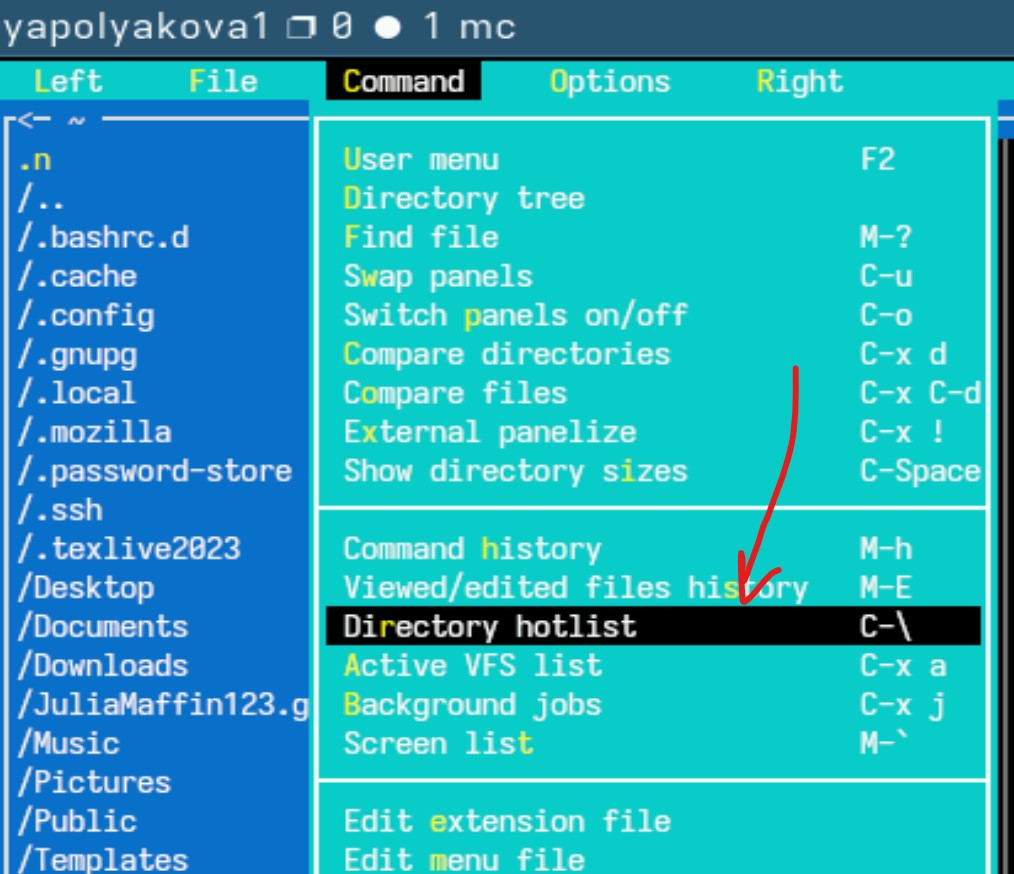 yapolyakova1 ❐ 0 ● 1 mc
Left File Command Options Right
<- ~
.n
/..
/.bashrc.d
/.cache
/.config
/.gnupg
/.local
/.mozilla
/.password-store
/.ssh
/.texlive2023
/Desktop
/Documents
/Downloads
/JuliaMaffin123.g
/Music
/Pictures
/Public
/Templates
User menu F2
Directory tree
Find file M-?
Swap panels C-u
Switch panels on/off C-o
Compare directories C-x d
Compare files C-x C-d
External panelize C-x !
Show directory sizes C-Space
Command history M-h
Viewed/edited files history M-E
Directory hotlist C-\
Active VFS list C-x a
Background jobs C-x j
Screen list M-`
Edit extension file
Edit menu file